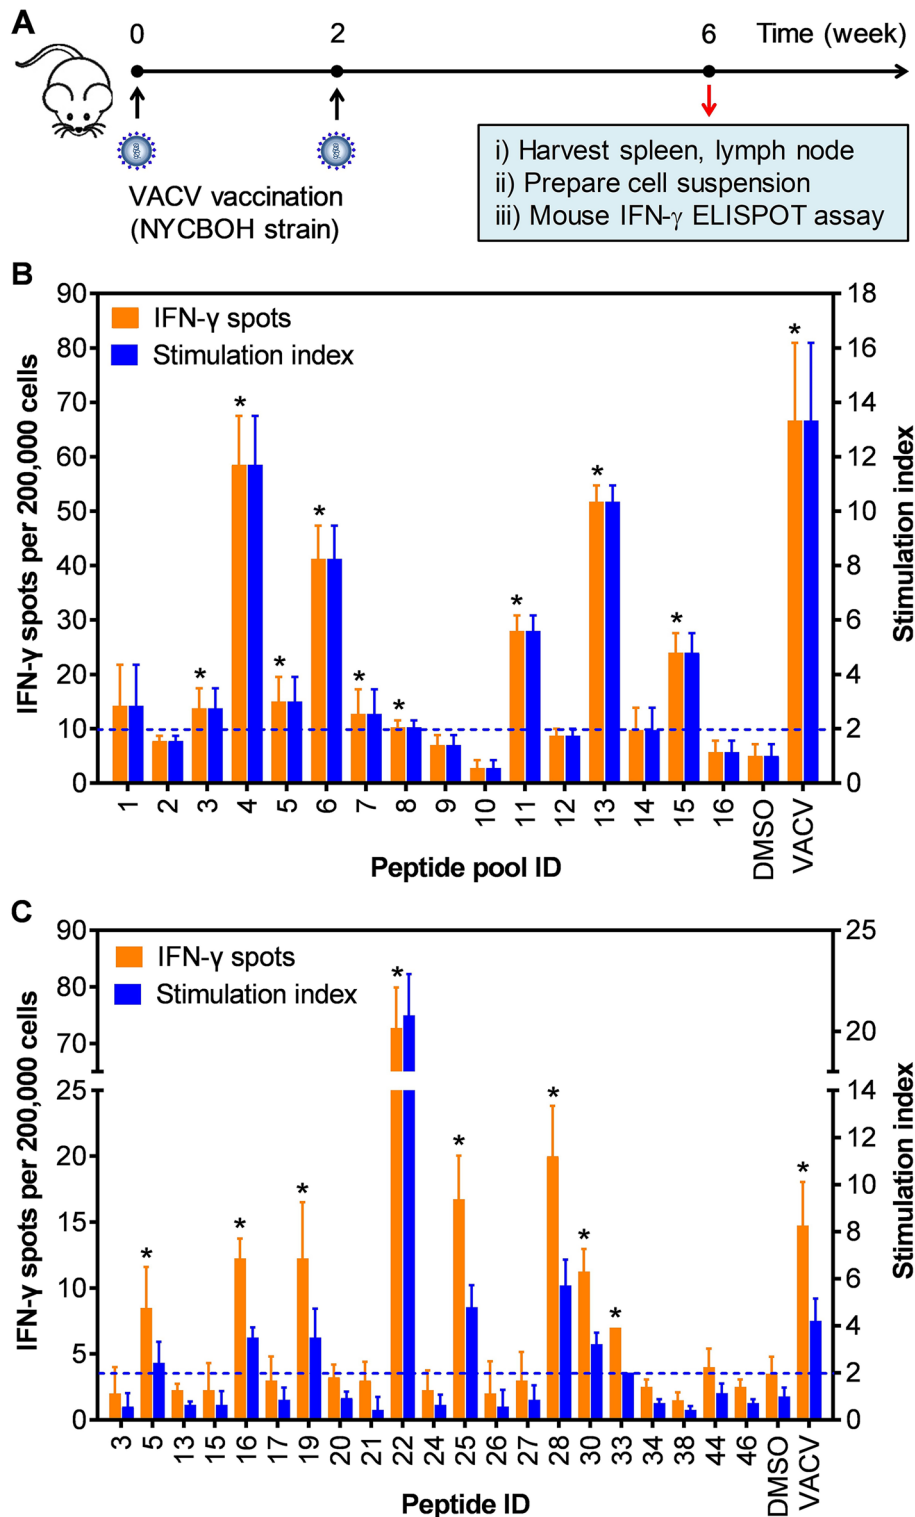 A
0 2 6 Time (week)
VACV vaccination
(NYCBOH strain)
i) Harvest spleen, lymph node
ii) Prepare cell suspension
iii) Mouse IFN-γ ELISPOT assay
B
IFN-γ spots per 200,000 cells
90
80
70
60
50
40
30
20
10
0
IFN-γ spots
Stimulation index
* * * * * * * * * *
18
16
14
12
10
8
6
4
2
0
Stimulation index
1 2 3 4 5 6 7 8 9 10 11 12 13 14 15 16 DMSO VACV
Peptide pool ID
C
IFN-γ spots per 200,000 cells
90
80
70
25
20
15
10
5
0
IFN-γ spots
Stimulation index
* * * * * * * * *
25
20
14
12
10
8
6
4
2
0
Stimulation index
3 5 13 15 16 17 19 20 21 22 24 25 26 27 28 30 33 34 38 44 46 DMSO VACV
Peptide ID